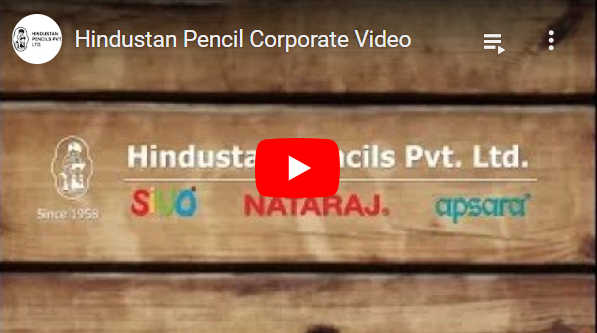 HINDUSTAN
PENCILS PVT.
LTD.
Hindustan Pencil Corporate Video
Hindustan Pencils Pvt. Ltd.
Since 1958
SiVO
NATARAJ®
apsara®